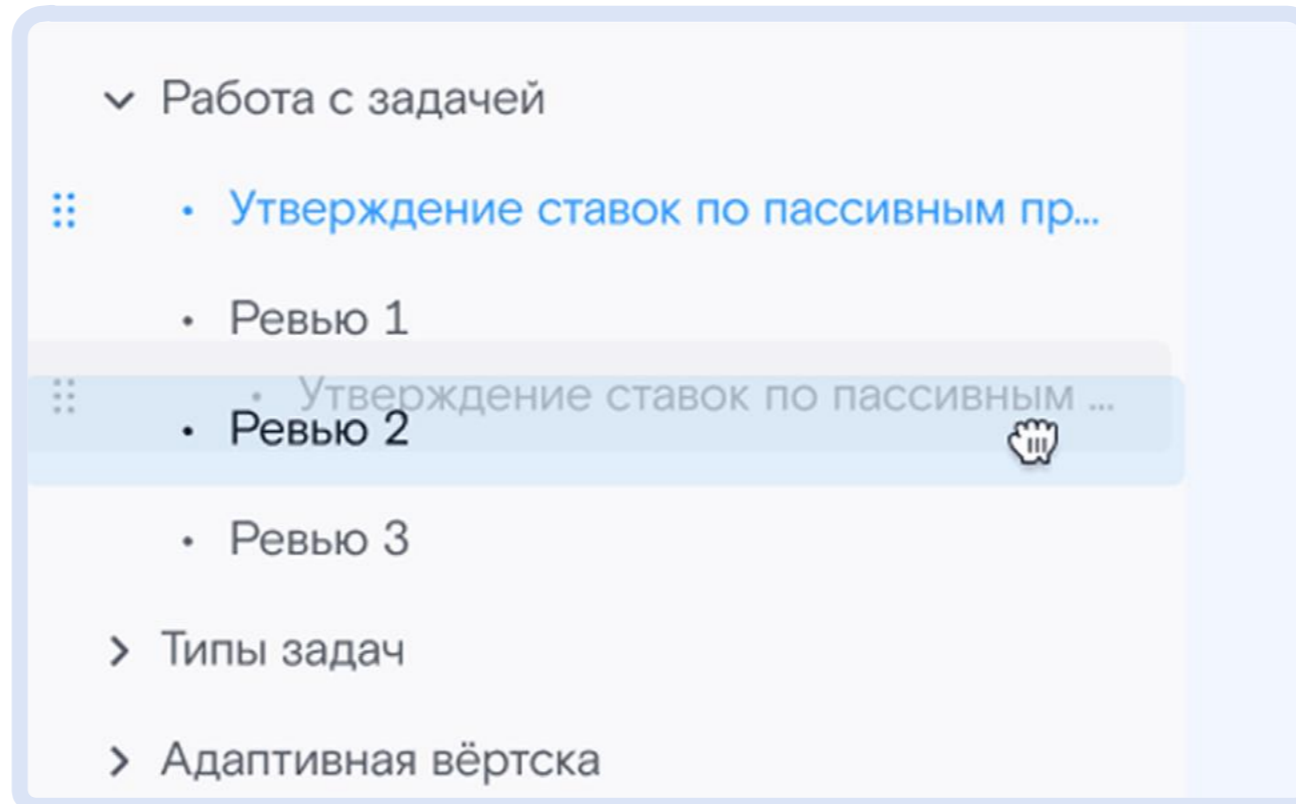 Работа с задачей
Утверждение ставок по пассивным пр...
Ревью 1
Утверждение ставок по пассивным ...
Ревью 2
Ревью 3
Типы задач
Адаптивная вёртска